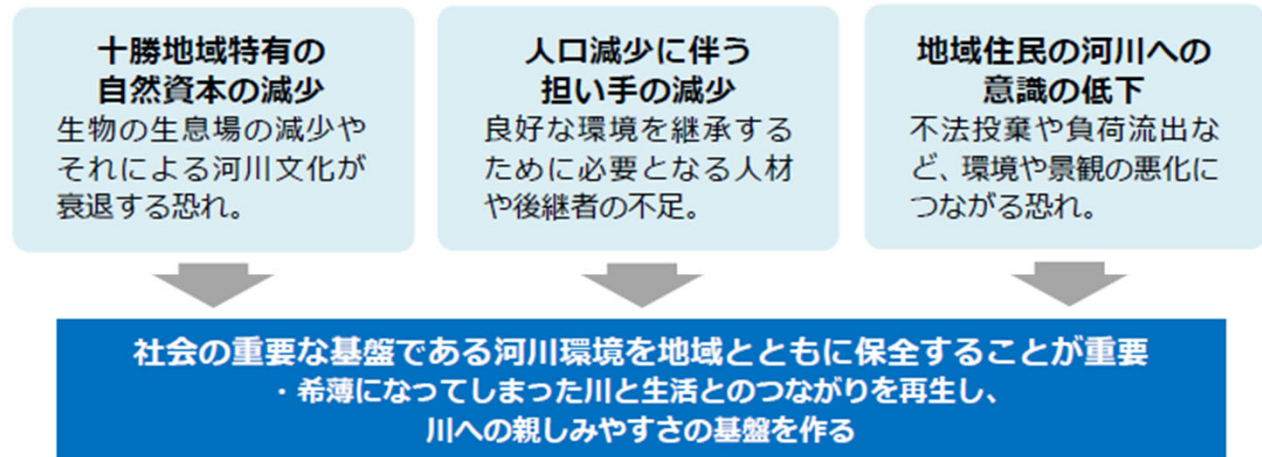 十勝地域特有の
自然資本の減少
生物の生息場の減少や
それによる河川文化が
衰退する恐れ。
人口減少に伴う
担い手の減少
良好な環境を継承する
ために必要となる人材
や後継者の不足。
地域住民の河川への
意識の低下
不法投棄や負荷流出な
ど、環境や景観の悪化に
つながる恐れ。
社会の重要な基盤である河川環境を地域とともに保全することが重要
・希薄になってしまった川と生活とのつながりを再生し、
川への親しみやすさの基盤を作る